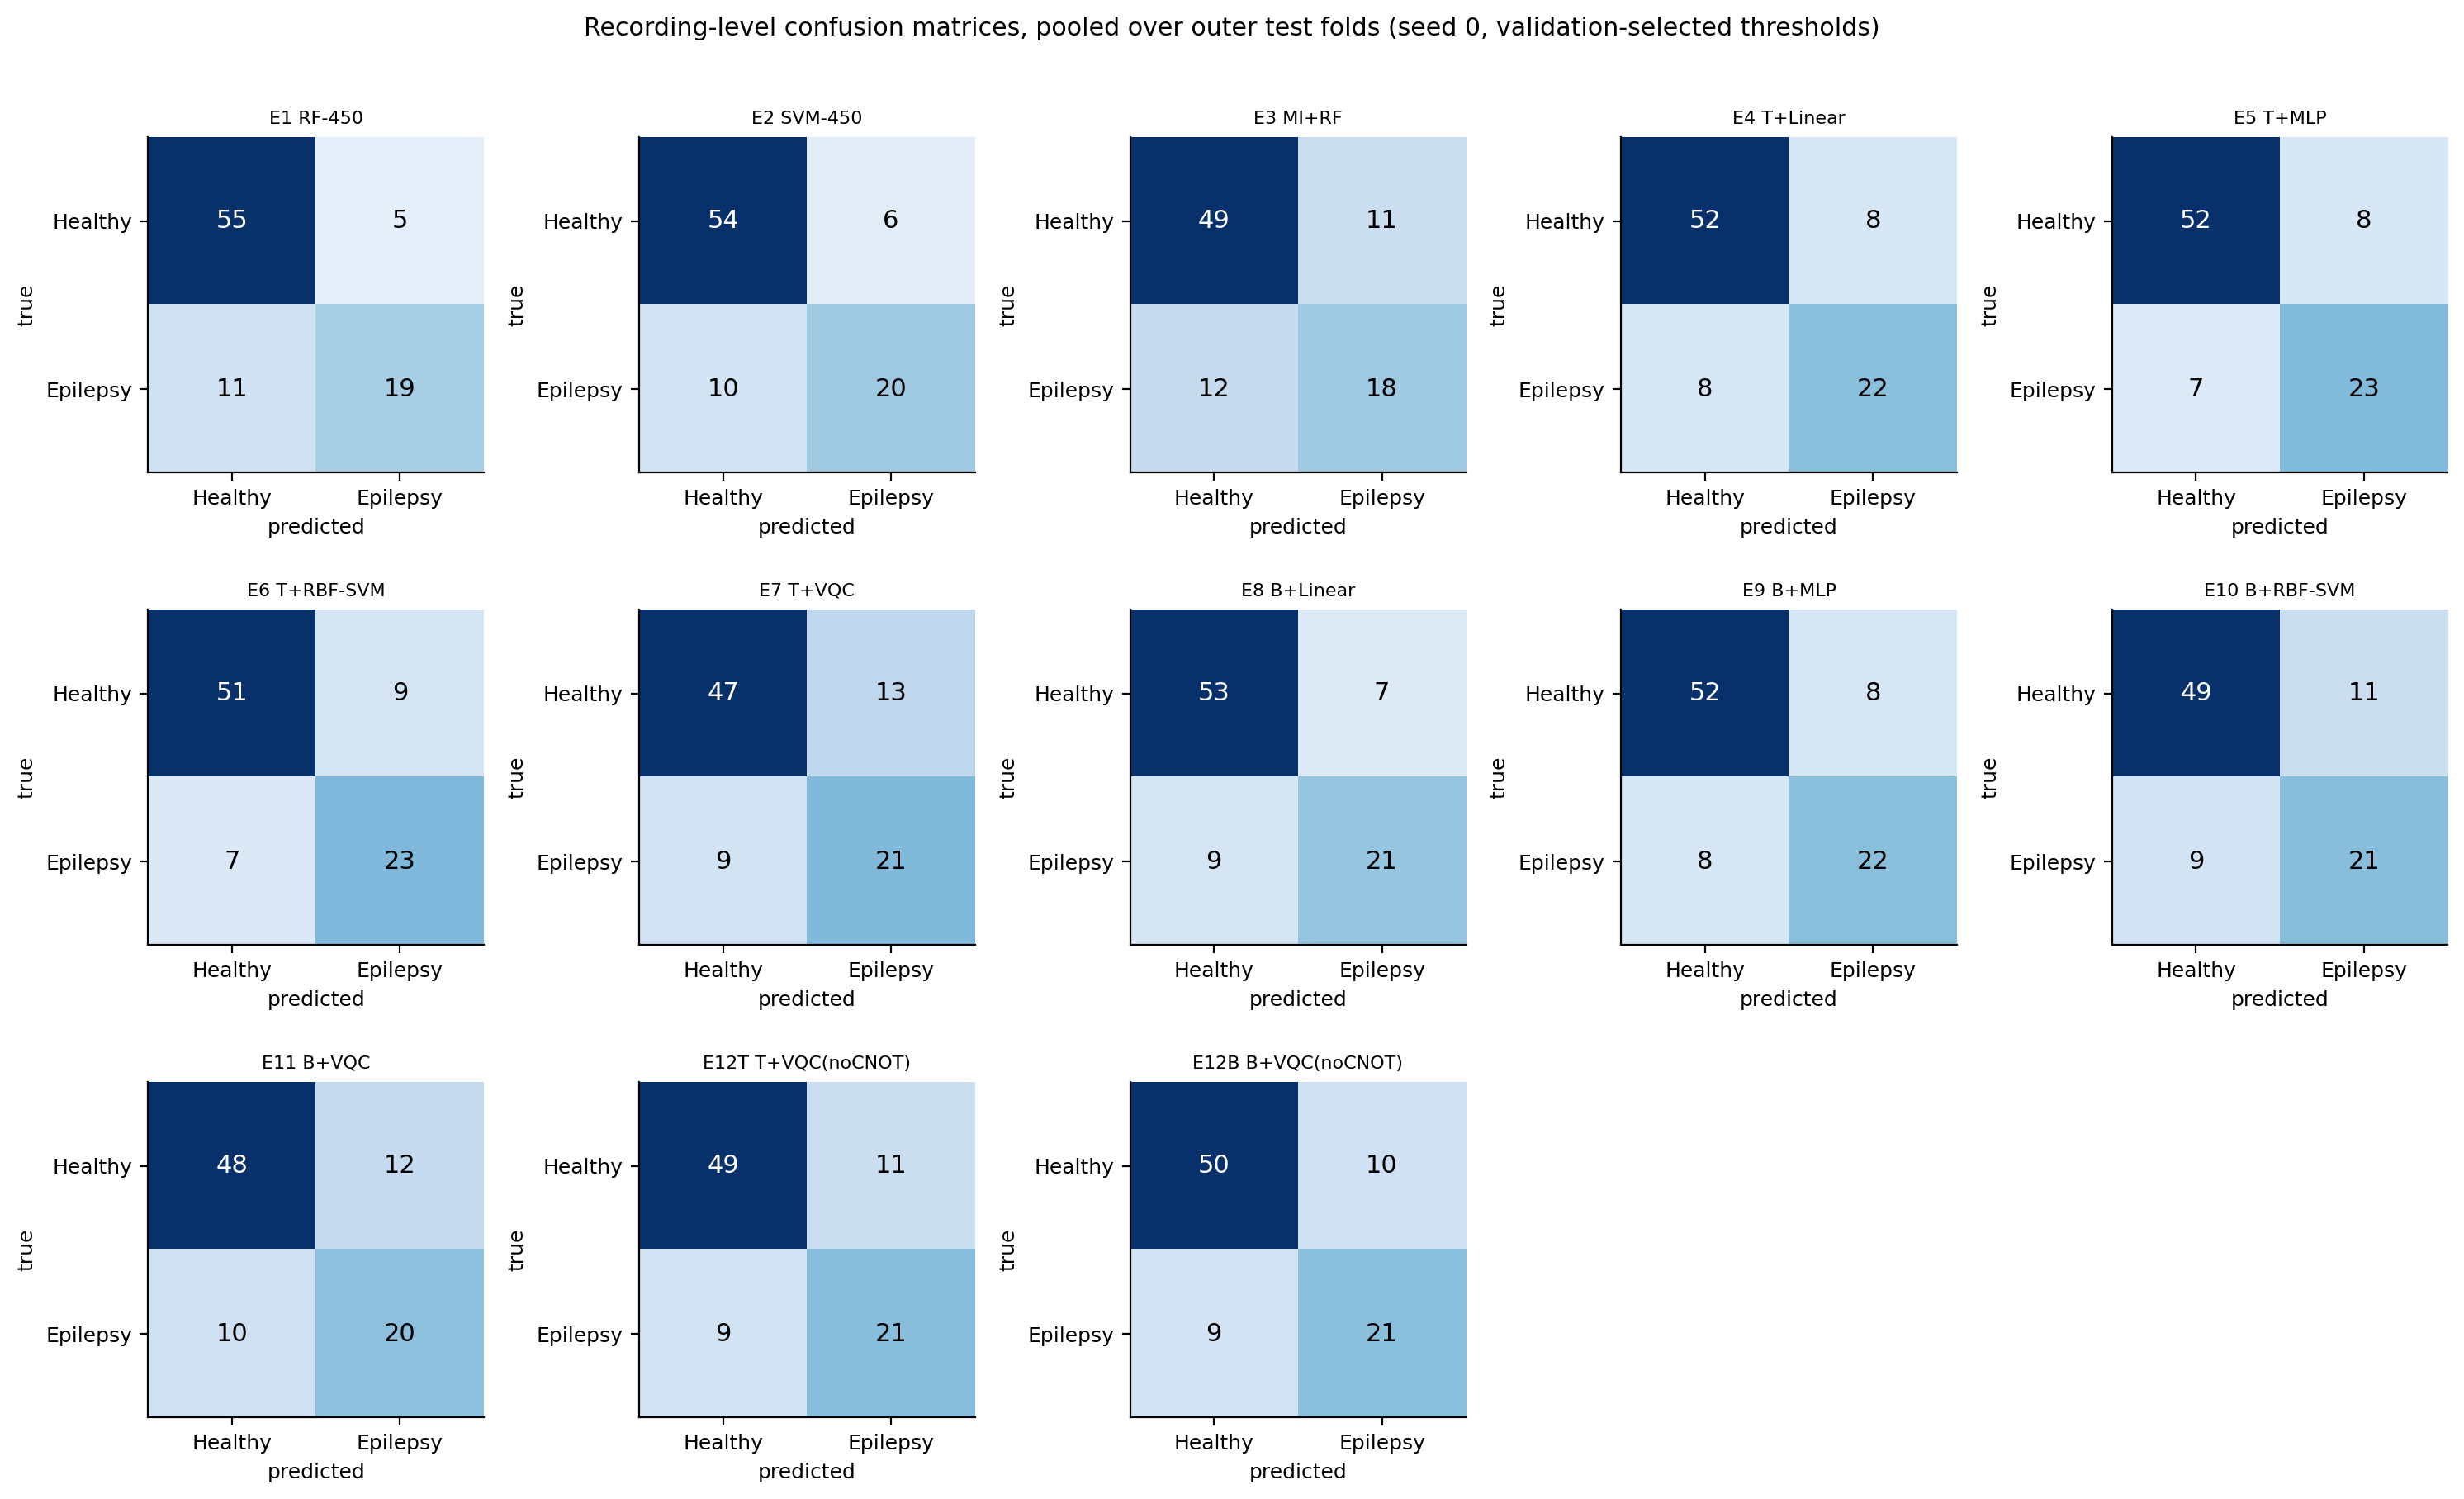 Recording-level confusion matrices, pooled over outer test folds (seed 0, validation-selected thresholds)
E1 RF-450
Healthy 55 5
true
Epilepsy 11 19
Healthy Epilepsy
predicted
E2 SVM-450
Healthy 54 6
true
Epilepsy 10 20
Healthy Epilepsy
predicted
E3 MI+RF
Healthy 49 11
true
Epilepsy 12 18
Healthy Epilepsy
predicted
E4 T+Linear
Healthy 52 8
true
Epilepsy 8 22
Healthy Epilepsy
predicted
E5 T+MLP
Healthy 52 8
true
Epilepsy 7 23
Healthy Epilepsy
predicted
E6 T+RBF-SVM
Healthy 51 9
true
Epilepsy 7 23
Healthy Epilepsy
predicted
E7 T+VQC
Healthy 47 13
true
Epilepsy 9 21
Healthy Epilepsy
predicted
E8 B+Linear
Healthy 53 7
true
Epilepsy 9 21
Healthy Epilepsy
predicted
E9 B+MLP
Healthy 52 8
true
Epilepsy 8 22
Healthy Epilepsy
predicted
E10 B+RBF-SVM
Healthy 49 11
true
Epilepsy 9 21
Healthy Epilepsy
predicted
E11 B+VQC
Healthy 48 12
true
Epilepsy 10 20
Healthy Epilepsy
predicted
E12T T+VQC(noCNOT)
Healthy 49 11
true
Epilepsy 9 21
Healthy Epilepsy
predicted
E12B B+VQC(noCNOT)
Healthy 50 10
true
Epilepsy 9 21
Healthy Epilepsy
predicted